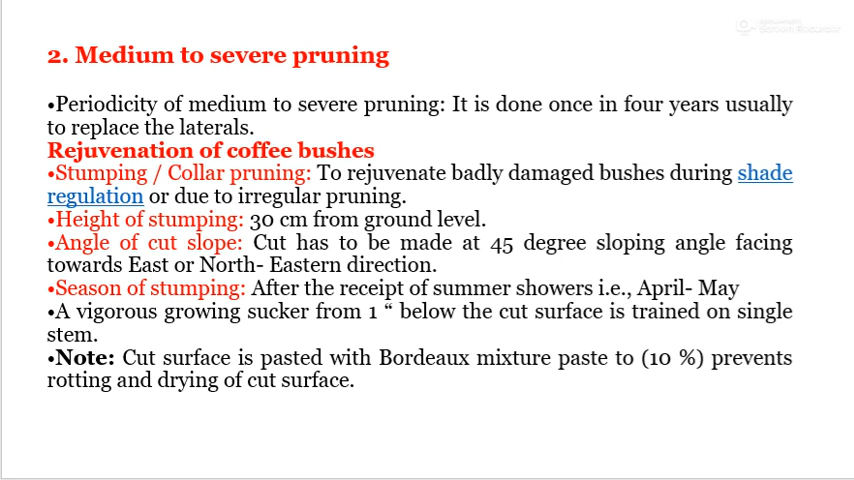 2. Medium to severe pruning
•Periodicity of medium to severe pruning: It is done once in four years usually
to replace the laterals.
Rejuvenation of coffee bushes
•Stumping / Collar pruning: To rejuvenate badly damaged bushes during shade
regulation or due to irregular pruning.
•Height of stumping: 30 cm from ground level.
•Angle of cut slope: Cut has to be made at 45 degree sloping angle facing
towards East or North- Eastern direction.
•Season of stumping: After the receipt of summer showers i.e., April- May
•A vigorous growing sucker from 1 “ below the cut surface is trained on single
stem.
•Note: Cut surface is pasted with Bordeaux mixture paste to (10 %) prevents
rotting and drying of cut surface.